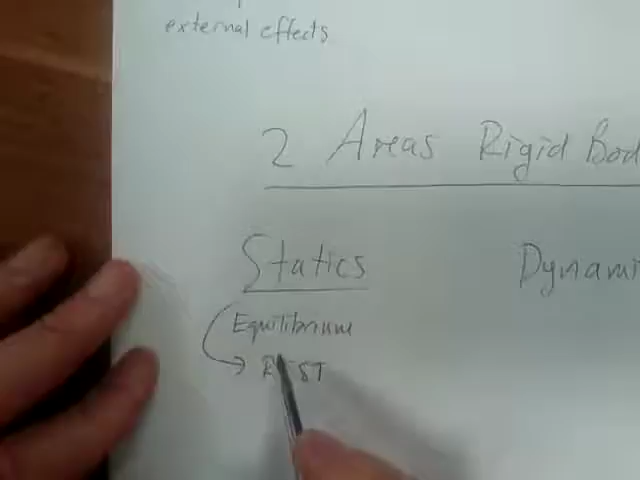 external effects
2 Areas Rigid Bod
Statics
Dynami
Equilibrium
REST